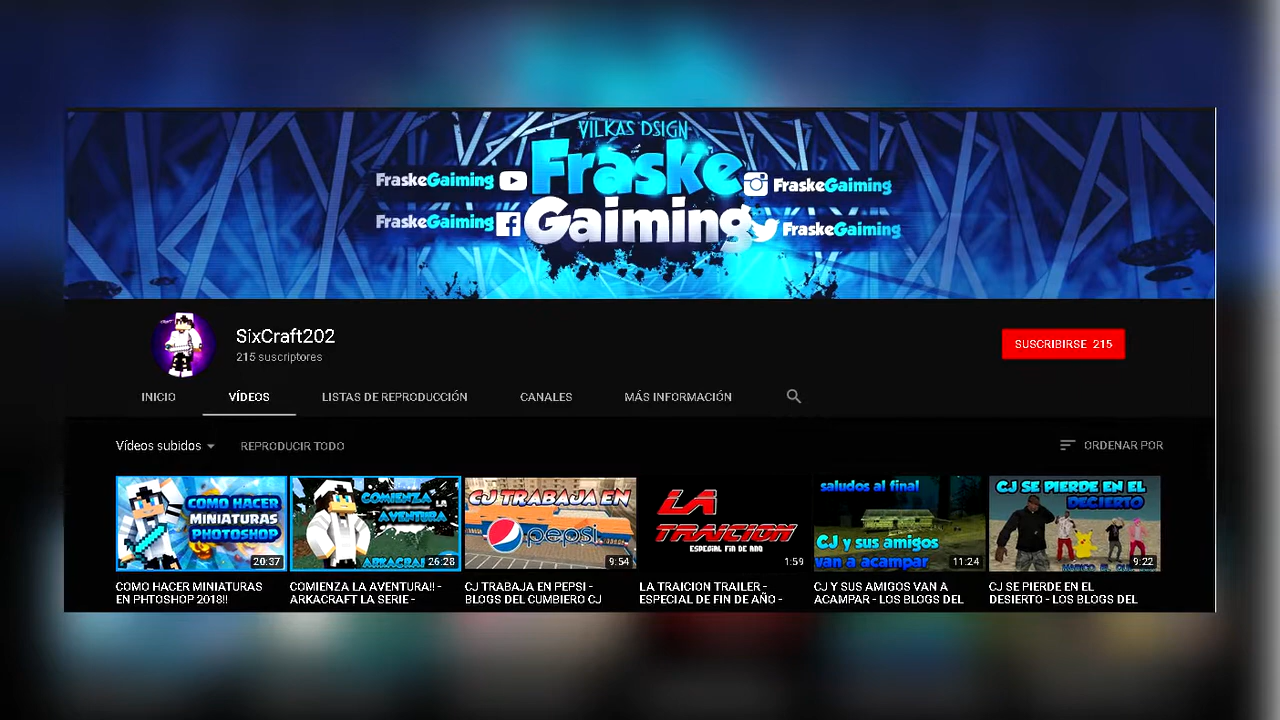 VILKAS DSIGN
Fraske
Gaiming
FraskeGaiming
FraskeGaiming
FraskeGaiming
FraskeGaiming
SixCraft202
215 suscriptores
SUSCRIBIRSE 215
INICIO
VÍDEOS
LISTAS DE REPRODUCCIÓN
CANALES
MÁS INFORMACIÓN
Vídeos subidos
REPRODUCIR TODO
ORDENAR POR
COMO HACER
MINIATURAS
PHOTOSHOP
20:37
COMIENZA
LA
AVENTURA
26:28
CJ TRABAJA EN
pepsi
9:54
LA
TRAICION
ESPECIAL FIN DE AÑO
1:59
saludos al final
CJ y sus amigos
van a acampar
11:24
CJ SE PIERDE EN EL
DECIERTO
9:22
COMO HACER MINIATURAS
EN PHTOSHOP 2018!!
COMIENZA LA AVENTURA!! -
ARKACRAFT LA SERIE -
CJ TRABAJA EN PEPSI -
BLOGS DEL CUMBIERO CJ
LA TRAICION TRAILER -
ESPECIAL DE FIN DE AÑO -
CJ Y SUS AMIGOS VAN A
ACAMPAR - LOS BLOGS DEL
CJ SE PIERDE EN EL
DESIERTO - LOS BLOGS DEL